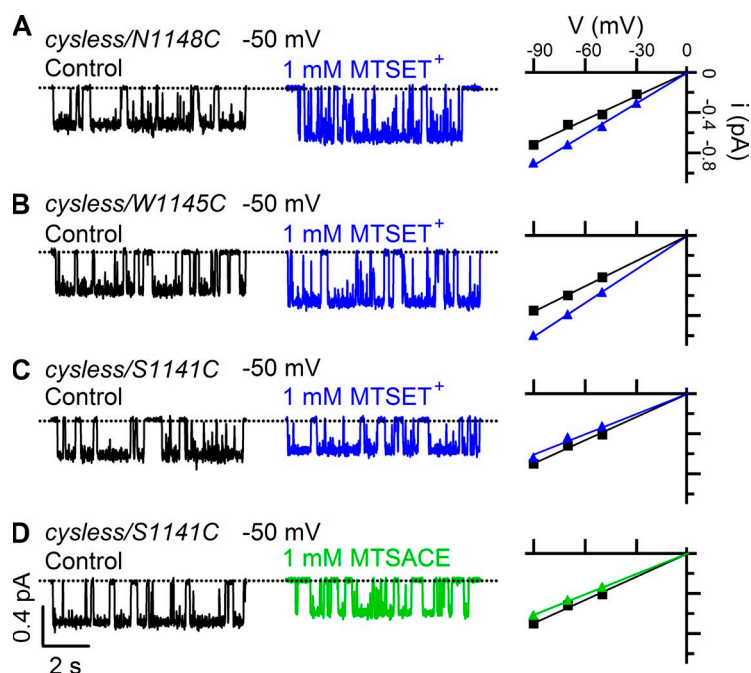 A
cysless/N1148C -50 mV
Control
1 mM MTSET+
V (mV)
-90 -60 -30 0
0
-0.4
-0.8
i (pA)
B
cysless/W1145C -50 mV
Control
1 mM MTSET+
C
cysless/S1141C -50 mV
Control
1 mM MTSET+
D
cysless/S1141C -50 mV
Control
1 mM MTSACE
0.4 pA
2 s